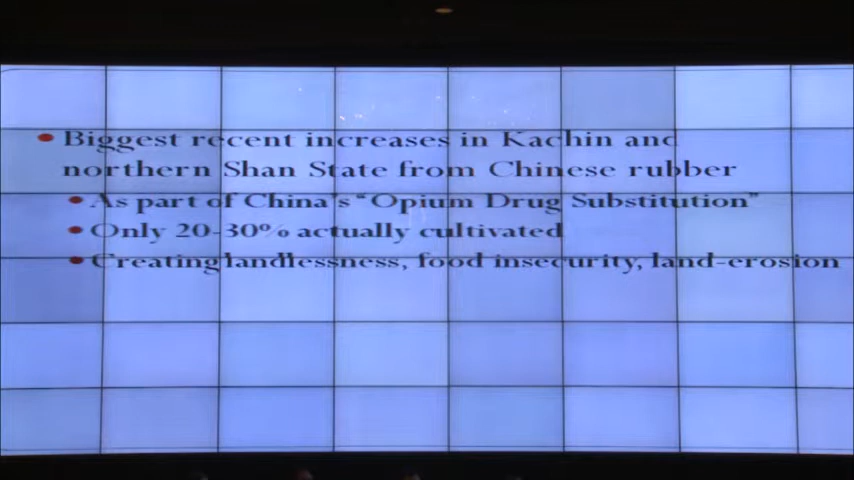 Biggest recent increases in Kachin and
northern Shan State from Chinese rubber
As part of China's "Opium Drug Substitution"
Only 20-30% actually cultivated
Creating landlessness, food insecurity, land-erosion